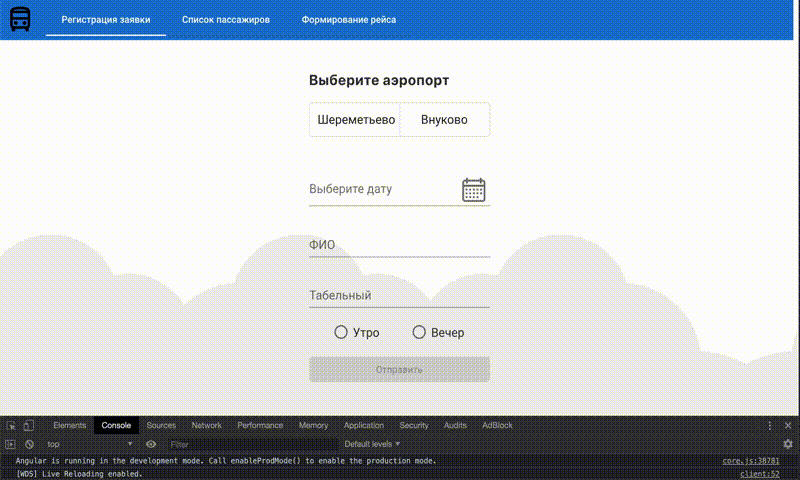 Регистрация заявки Список пассажиров Формирование рейса
Выберите аэропорт
Шереметьево Внуково
Выберите дату
ФИО
Табельный
Утро Вечер
Отправить
Elements Console Sources Network Performance Memory Application Security Audits AdBlock
top Filter Default levels
Angular is running in the development mode. Call enableProdMode() to enable the production mode. core.js:38781
[WDS] Live Reloading enabled. client:52